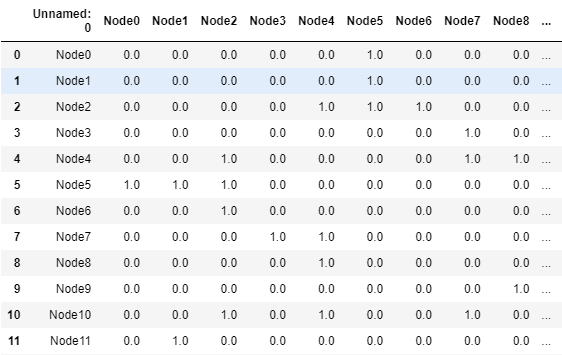 Unnamed: 0 Node0 Node1 Node2 Node3 Node4 Node5 Node6 Node7 Node8 ...
0 Node0 0.0 0.0 0.0 0.0 0.0 1.0 0.0 0.0 0.0 ...
1 Node1 0.0 0.0 0.0 0.0 0.0 1.0 0.0 0.0 0.0 ...
2 Node2 0.0 0.0 0.0 0.0 1.0 1.0 1.0 0.0 0.0 ...
3 Node3 0.0 0.0 0.0 0.0 0.0 0.0 0.0 1.0 0.0 ...
4 Node4 0.0 0.0 1.0 0.0 0.0 0.0 0.0 1.0 1.0 ...
5 Node5 1.0 1.0 1.0 0.0 0.0 0.0 0.0 0.0 0.0 ...
6 Node6 0.0 0.0 1.0 0.0 0.0 0.0 0.0 0.0 0.0 ...
7 Node7 0.0 0.0 0.0 1.0 1.0 0.0 0.0 0.0 0.0 ...
8 Node8 0.0 0.0 0.0 0.0 1.0 0.0 0.0 0.0 0.0 ...
9 Node9 0.0 0.0 0.0 0.0 0.0 0.0 0.0 0.0 1.0 ...
10 Node10 0.0 0.0 1.0 0.0 1.0 0.0 0.0 1.0 0.0 ...
11 Node11 0.0 1.0 0.0 0.0 0.0 0.0 0.0 0.0 0.0 ...